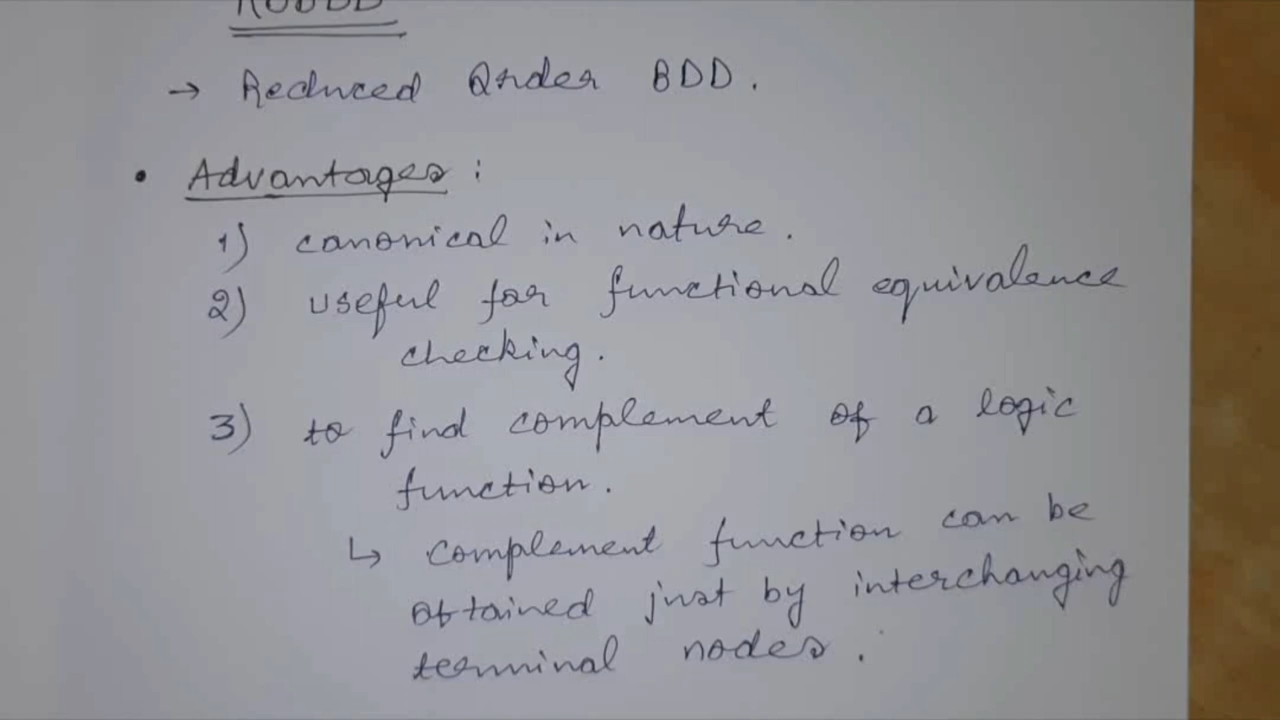 ROBDD
→ Reduced Order BDD.
• Advantages :
1) canonical in nature.
2) useful for functional equivalence
checking.
3) to find complement of a logic
function.
↳ complement function can be
obtained just by interchanging
terminal nodes.